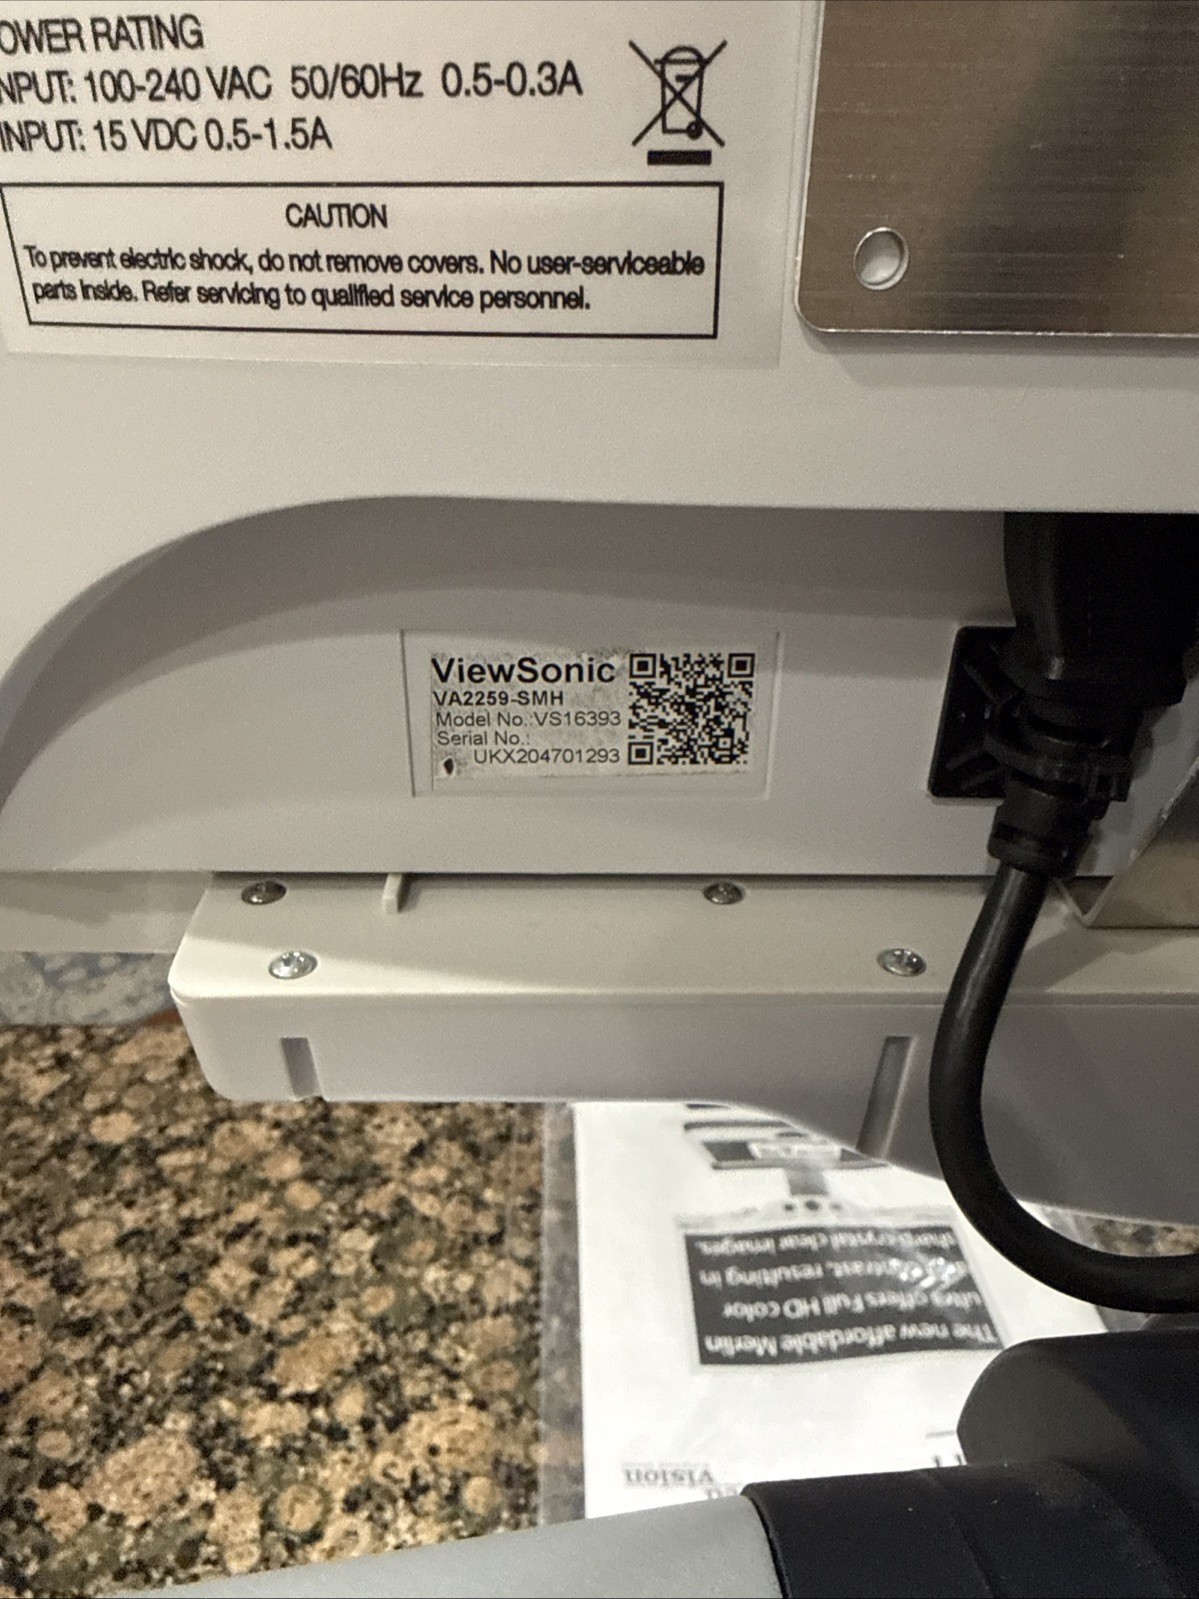 OWER RATING
NPUT: 100-240 VAC 50/60Hz 0.5-0.3A
INPUT: 15 VDC 0.5-1.5A
CAUTION
To prevent electric shock, do not remove covers. No user-serviceable
parts inside. Refer servicing to qualified service personnel.
ViewSonic
VA2259-SMH
Model No.:VS16393
Serial No.:
UKX204701293
The new affordable Merlin
ultra offers Full HD color
contrast, resulting in
crystal clear images.
vision